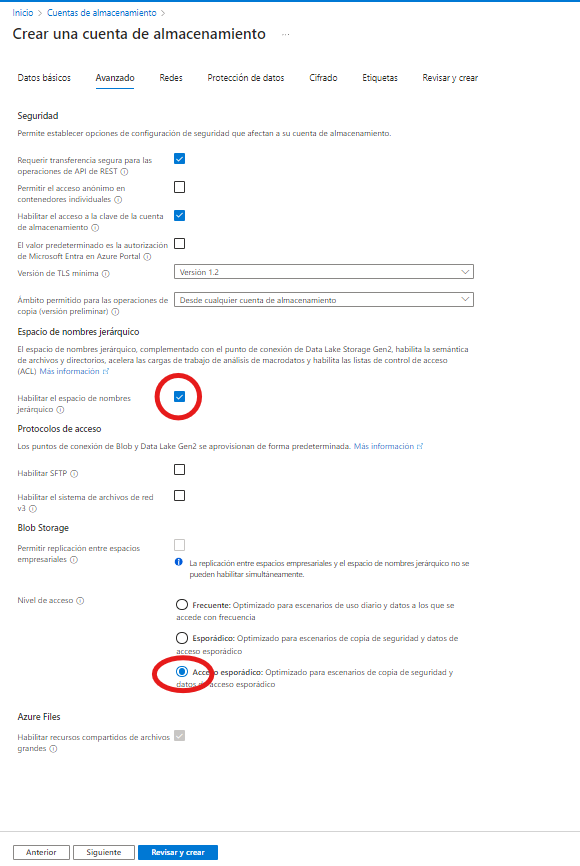 Inicio > Cuentas de almacenamiento >
Crear una cuenta de almacenamiento ...
Datos básicos Avanzado Redes Protección de datos Cifrado Etiquetas Revisar y crear
Seguridad
Permite establecer opciones de configuración de seguridad que afectan a su cuenta de almacenamiento.
Requerir transferencia segura para las
operaciones de API de REST
Permitir el acceso anónimo en
contenedores individuales
Habilitar el acceso a la clave de la cuenta
de almacenamiento
El valor predeterminado es la autorización
de Microsoft Entra en Azure Portal
Versión de TLS mínima
Versión 1.2
Ámbito permitido para las operaciones de
copia (versión preliminar)
Desde cualquier cuenta de almacenamiento
Espacio de nombres jerárquico
El espacio de nombres jerárquico, complementado con el punto de conexión de Data Lake Storage Gen2, habilita la semántica
de archivos y directorios, acelera las cargas de trabajo de análisis de macrodatos y habilita las listas de control de acceso
(ACL) Más información
Habilitar el espacio de nombres
jerárquico
Protocolos de acceso
Los puntos de conexión de Blob y Data Lake Gen2 se aprovisionan de forma predeterminada. Más información
Habilitar SFTP
Habilitar el sistema de archivos de red
v3
Blob Storage
Permitir replicación entre espacios
empresariales
La replicación entre espacios empresariales y el espacio de nombres jerárquico no se
pueden habilitar simultáneamente.
Nivel de acceso
Frecuente: Optimizado para escenarios de uso diario y datos a los que se
accede con frecuencia
Esporádico: Optimizado para escenarios de copia de seguridad y datos de
acceso esporádico
Acceso esporádico: Optimizado para escenarios de copia de seguridad y
datos de acceso esporádico
Azure Files
Habilitar recursos compartidos de archivos
grandes
Anterior Siguiente Revisar y crear